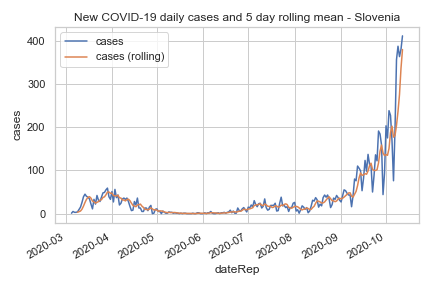 New COVID-19 daily cases and 5 day rolling mean - Slovenia
cases
cases (rolling)
400
300
200
100
0
cases
2020-03
2020-04
2020-05
2020-06
2020-07
2020-08
2020-09
2020-10
dateRep